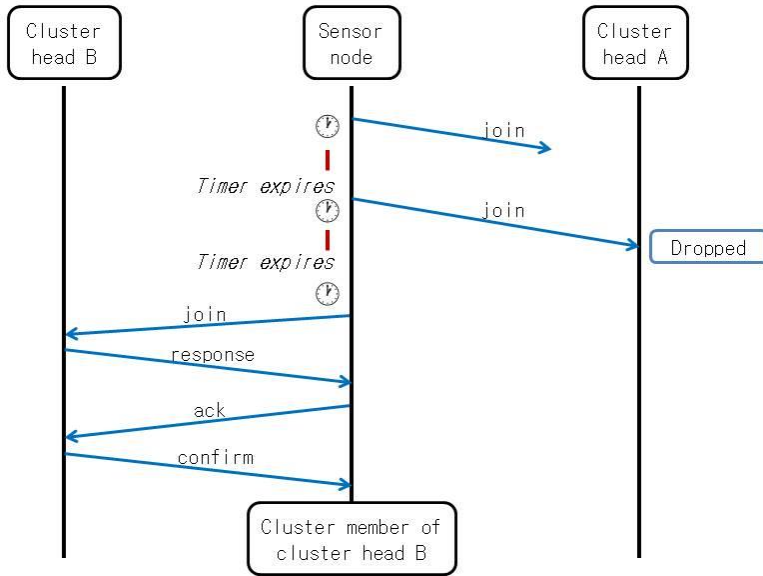 Cluster
head B
Sensor
node
Cluster
head A
join
Timer expires
join
Dropped
Timer expires
join
response
ack
confirm
Cluster member of
cluster head B